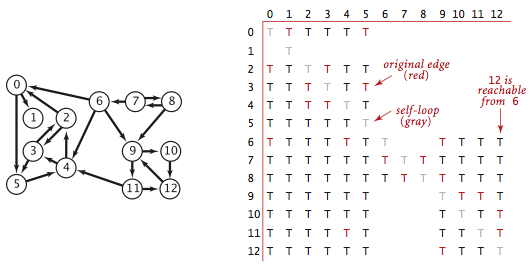 0 6 7 8
1 2
3 9 10
4
5 11 12
0 1 2 3 4 5 6 7 8 9 10 11 12
0 T T T T T T
1 T
2 T T T T T T
3 T T T T T T
4 T T T T T T
5 T T T T T T
6 T T T T T T T T T T T
7 T T T T T T T T T T T T T
8 T T T T T T T T T T T T T
9 T T T T T T T T T T
10 T T T T T T T T T T
11 T T T T T T T T T T
12 T T T T T T T T T T
original edge
(red)
self-loop
(gray)
12 is
reachable
from 6